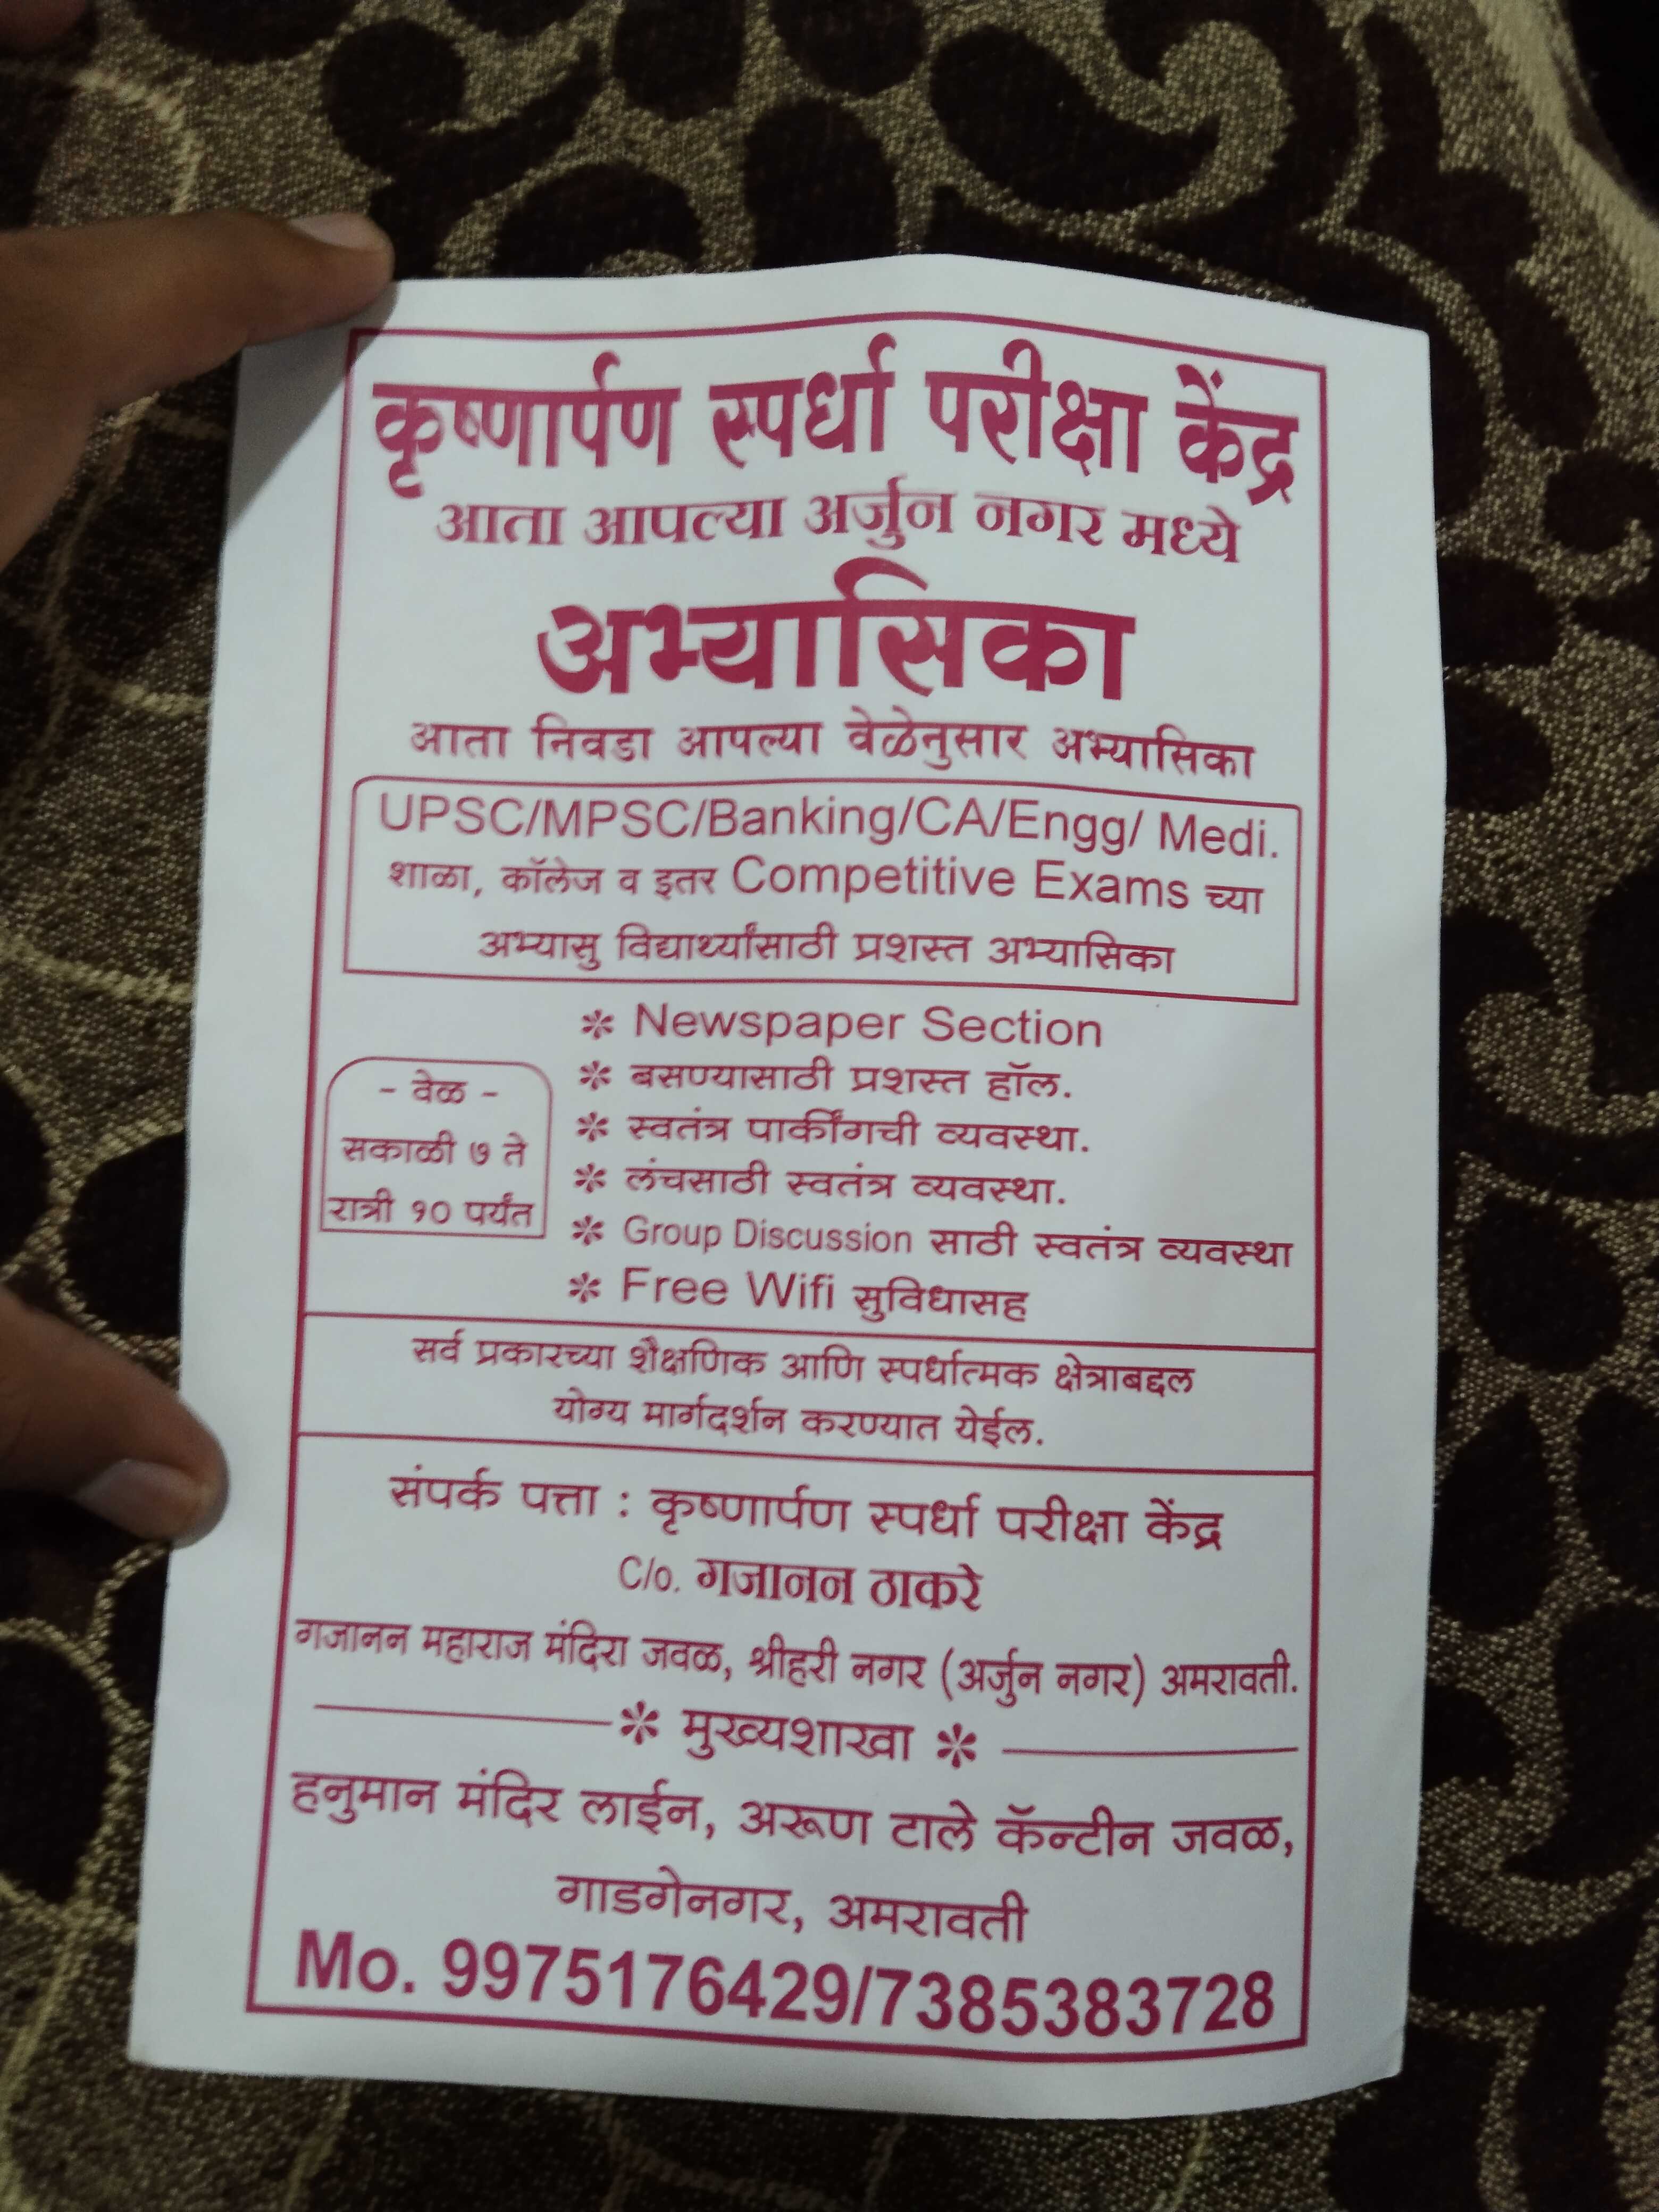 कृष्णार्पण स्पर्धा परीक्षा केंद्र
आता आपल्या अर्जुन नगर मध्ये
अभ्यासिका
आता निवडा आपल्या वेळेनुसार अभ्यासिका
UPSC/MPSC/Banking/CA/Engg/ Medi.
शाळा, कॉलेज व इतर Competitive Exams च्या
अभ्यासु विद्यार्थ्यांसाठी प्रशस्त अभ्यासिका
- वेळ -
सकाळी ७ ते
रात्री १० पर्यंत
* Newspaper Section
* बसण्यासाठी प्रशस्त हॉल.
* स्वतंत्र पार्कींगची व्यवस्था.
* लंचसाठी स्वतंत्र व्यवस्था.
* Group Discussion साठी स्वतंत्र व्यवस्था
* Free Wifi सुविधासह
सर्व प्रकारच्या शैक्षणिक आणि स्पर्धात्मक क्षेत्राबद्दल
योग्य मार्गदर्शन करण्यात येईल.
संपर्क पत्ता : कृष्णार्पण स्पर्धा परीक्षा केंद्र
C/o. गजानन ठाकरे
गजानन महाराज मंदिरा जवळ, श्रीहरी नगर (अर्जुन नगर) अमरावती.
* मुख्यशाखा *
हनुमान मंदिर लाईन, अरूण टाले कॅन्टीन जवळ,
गाडगेनगर, अमरावती
Mo. 9975176429/7385383728